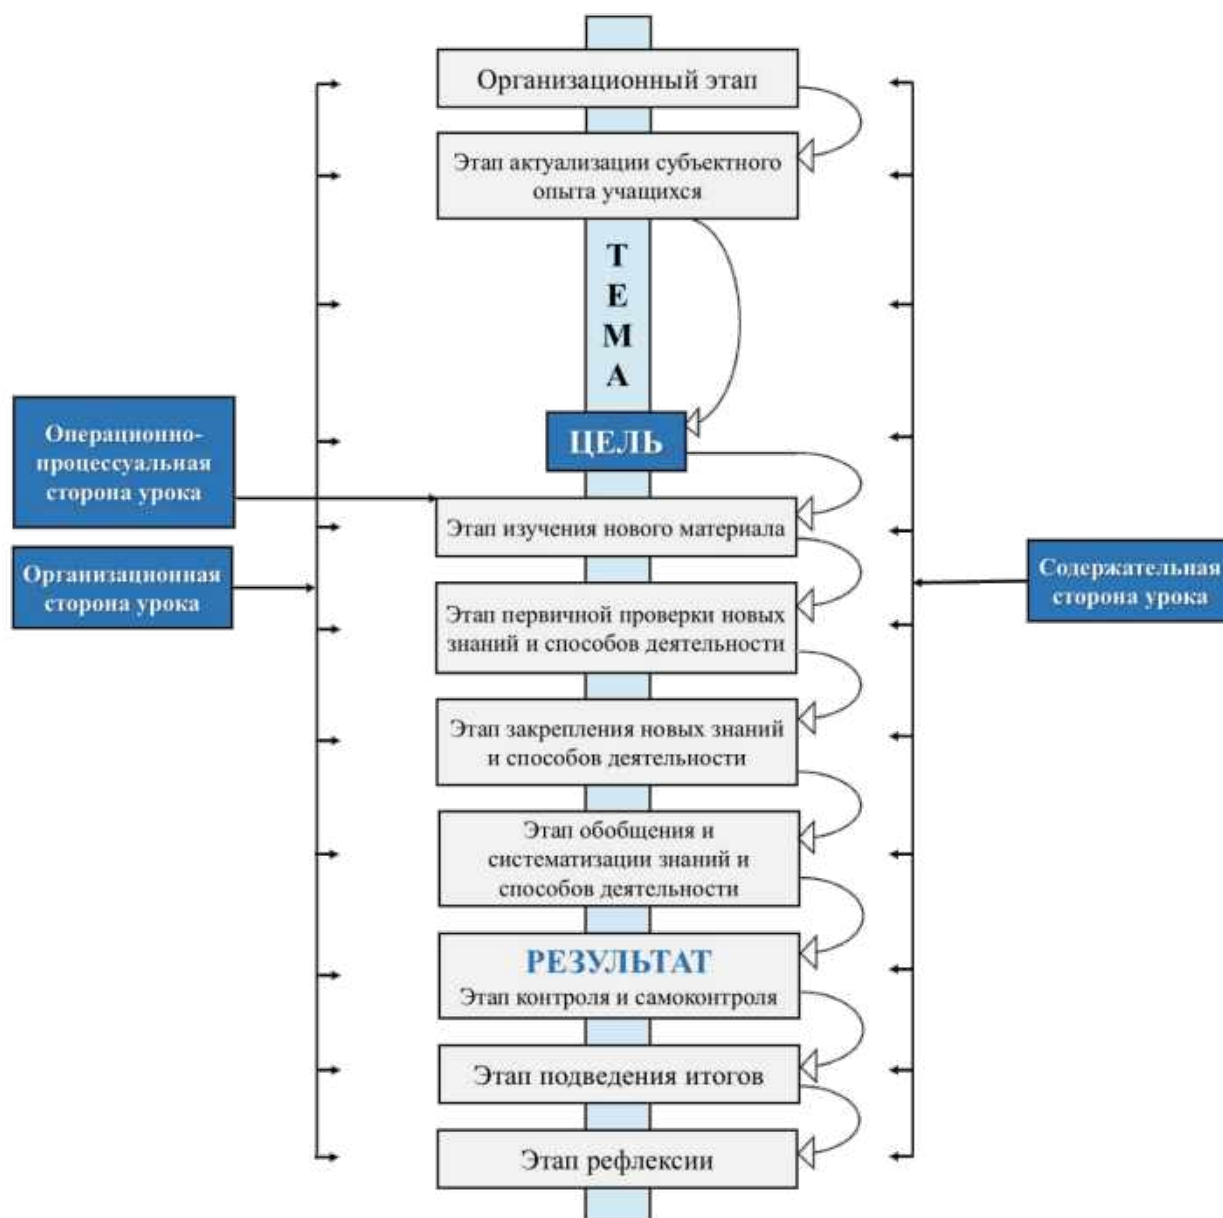 Организационный этап
Этап актуализации субъектного
опыта учащихся
Т
Е
М
А
ЦЕЛЬ
Операционно-
процессуальная
сторона урока
Этап изучения нового материала
Организационная
сторона урока
Содержательная
сторона урока
Этап первичной проверки новых
знаний и способов деятельности
Этап закрепления новых знаний
и способов деятельности
Этап обобщения и
систематизации знаний и
способов деятельности
РЕЗУЛЬТАТ
Этап контроля и самоконтроля
Этап подведения итогов
Этап рефлексии